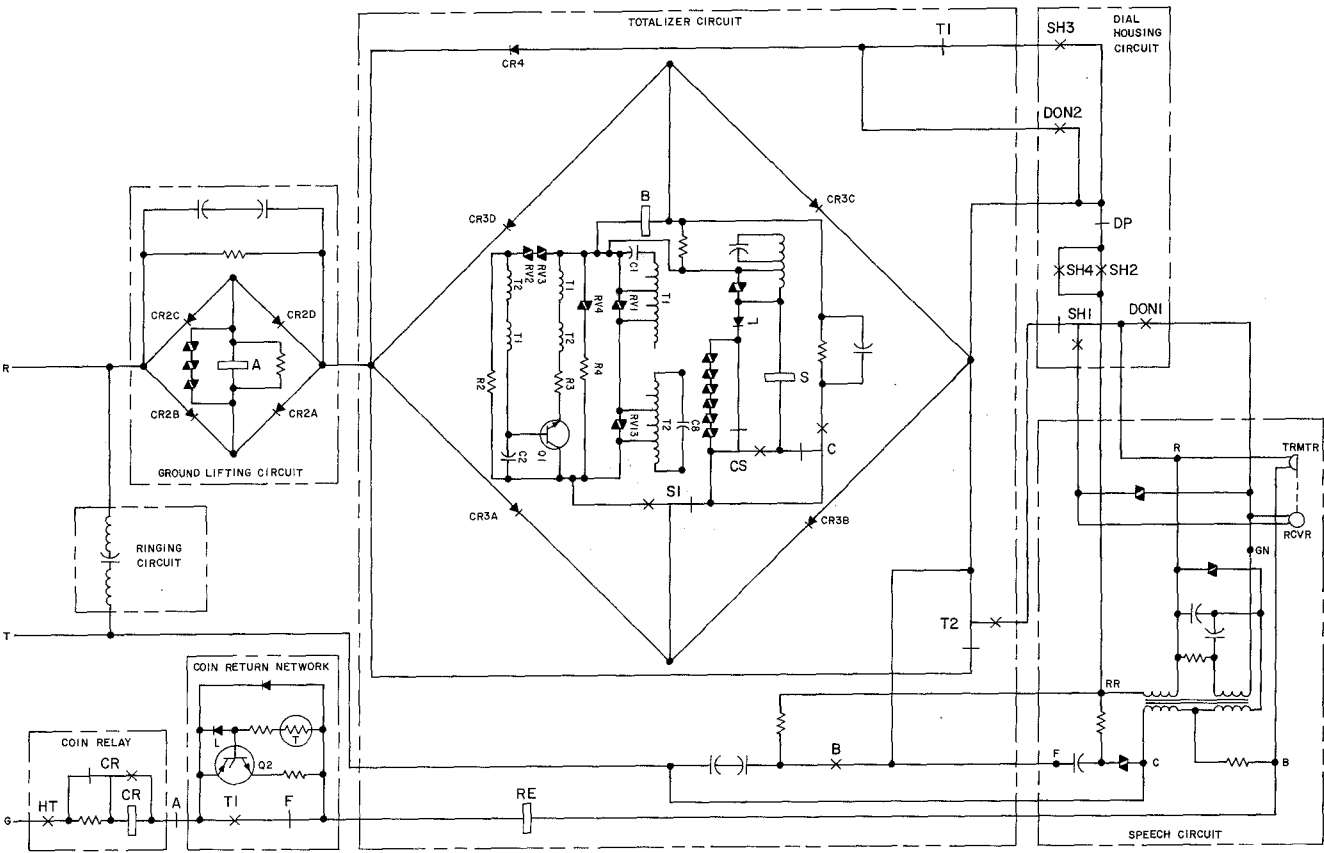 TOTALIZER CIRCUIT
DIAL
HOUSING
CIRCUIT
T1
SH3
CR4
DON2
CR3D
B
CR3C
DP
SH4
SH2
RV2
RV3
C1
T2
T1
RV4
RV1
T1
L
SH1
DON1
CR2C
CR2D
A
T1
T2
R
R2
R3
R4
S
CR2B
CR2A
RV13
T2
C8
C2
Q1
C
CS
GROUND LIFTING CIRCUIT
S1
CR3A
CR3B
R
TRMTR
RCVR
GN
RINGING
CIRCUIT
T
T2
COIN RETURN NETWORK
RR
L
T
Q2
COIN RELAY
CR
B
F
C
B
HT
CR
A
T1
F
RE
G
SPEECH CIRCUIT